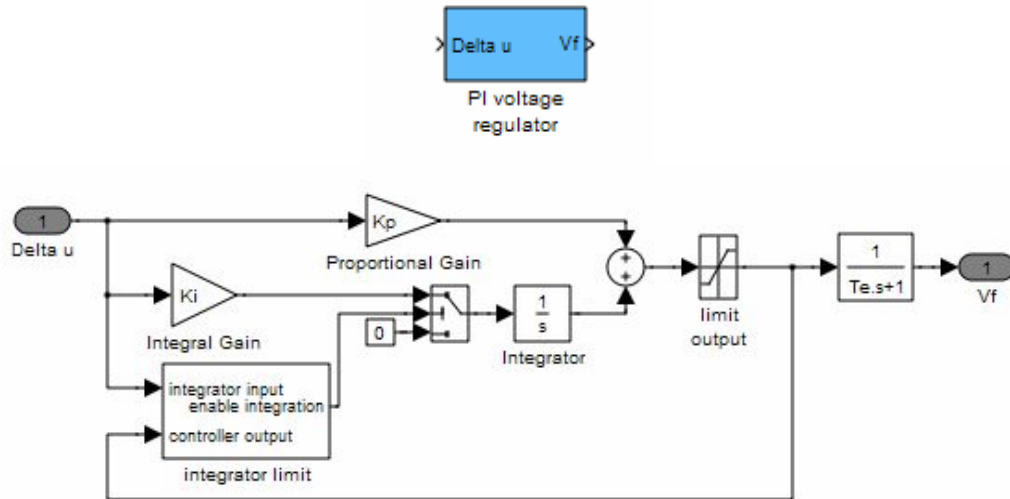 Delta u
Vf
PI voltage
regulator
1
Delta u
Kp
Proportional Gain
Ki
Integral Gain
0
1
s
Integrator
+
+
limit
output
1
Te.s+1
1
Vf
integrator input
enable integration
controller output
integrator limit